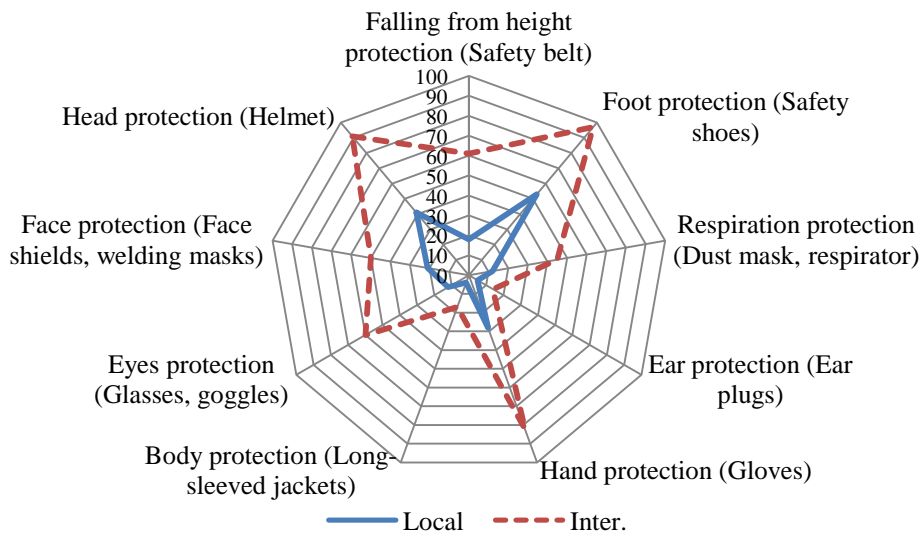 Falling from height
protection (Safety belt)
100
90
80
70
60
50
40
30
20
10
0
Foot protection (Safety
shoes)
Respiration protection
(Dust mask, respirator)
Ear protection (Ear
plugs)
Hand protection (Gloves)
Body protection (Long-
sleeved jackets)
Eyes protection
(Glasses, goggles)
Face protection (Face
shields, welding masks)
Head protection (Helmet)
Local
Inter.